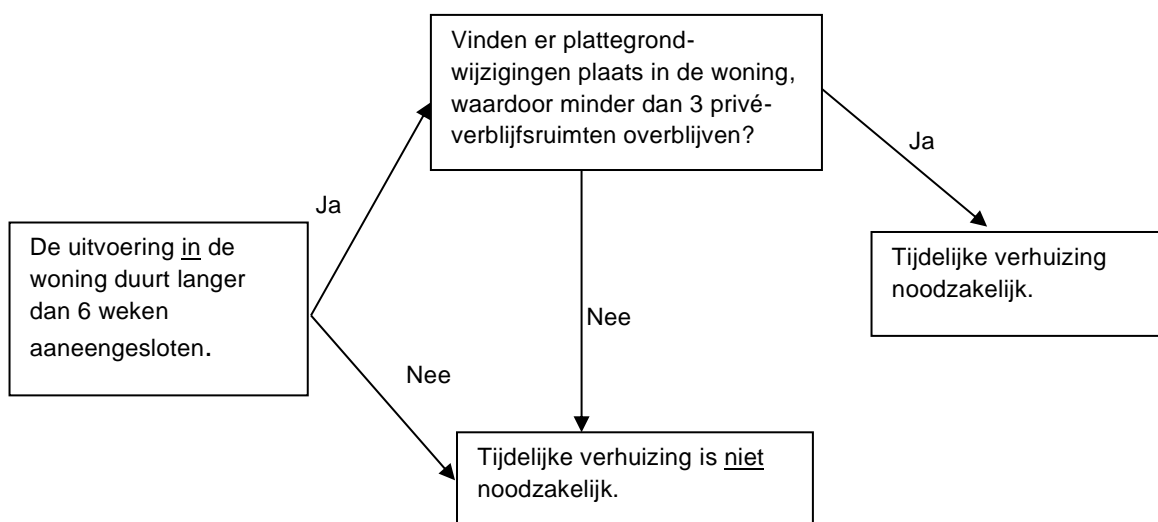 Vinden er plattegrond-
wijzigingen plaats in de woning,
waardoor minder dan 3 privé-
verblijfsruimten overblijven?
Ja
Ja
De uitvoering in de
woning duurt langer
dan 6 weken
aaneengesloten.
Tijdelijke verhuizing
noodzakelijk.
Nee
Nee
Tijdelijke verhuizing is niet
noodzakelijk.